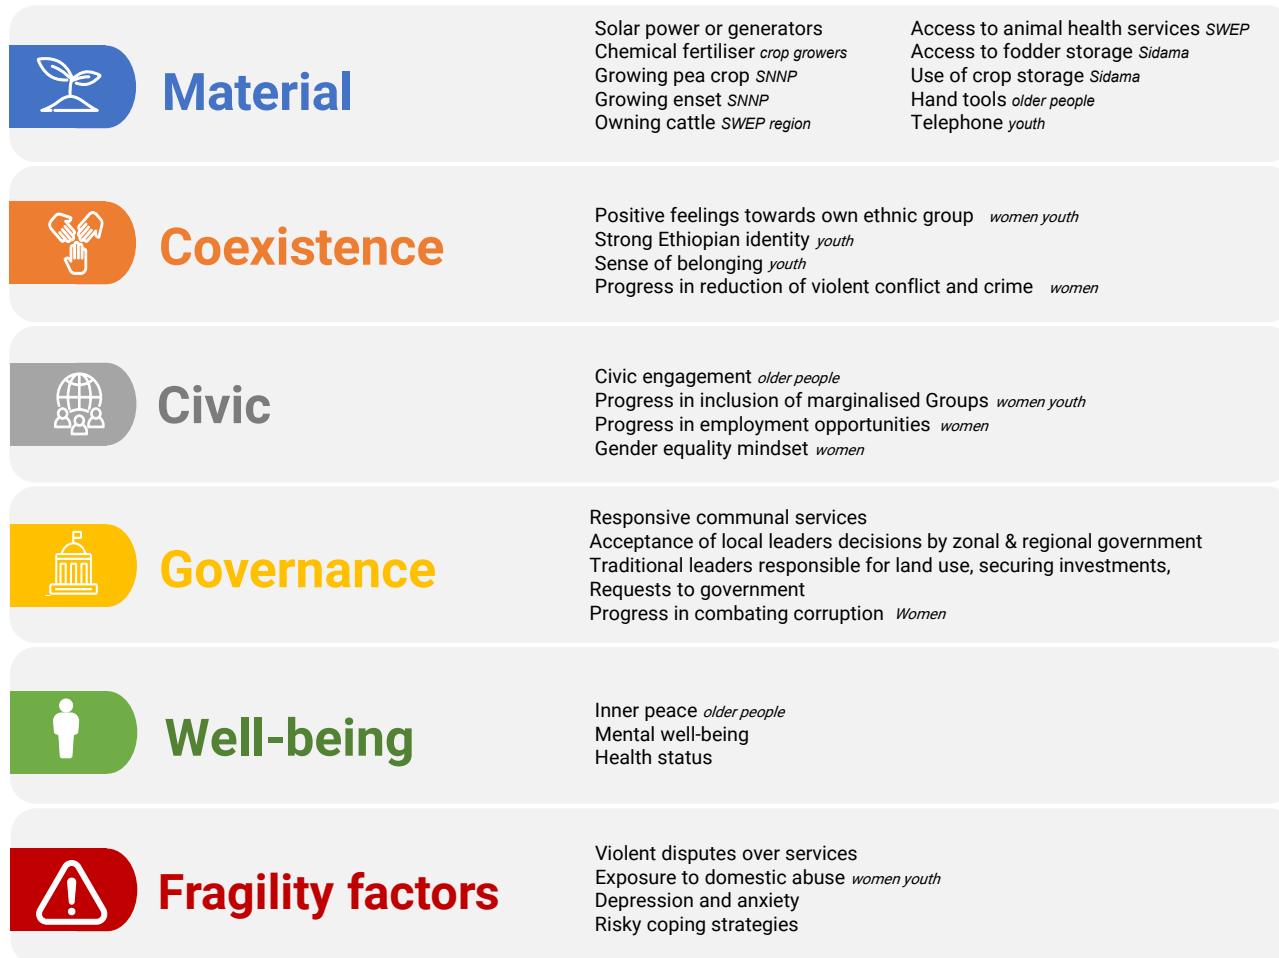 Material
Solar power or generators
Chemical fertiliser crop growers
Growing pea crop SNNP
Growing enset SNNP
Owning cattle SWEP region
Access to animal health services SWEP
Access to fodder storage Sidama
Use of crop storage Sidama
Hand tools older people
Telephone youth
Coexistence
Positive feelings towards own ethnic group women youth
Strong Ethiopian identity youth
Sense of belonging youth
Progress in reduction of violent conflict and crime women
Civic
Civic engagement older people
Progress in inclusion of marginalised Groups women youth
Progress in employment opportunities women
Gender equality mindset women
Governance
Responsive communal services
Acceptance of local leaders decisions by zonal & regional government
Traditional leaders responsible for land use, securing investments,
Requests to government
Progress in combating corruption Women
Well-being
Inner peace older people
Mental well-being
Health status
Fragility factors
Violent disputes over services
Exposure to domestic abuse women youth
Depression and anxiety
Risky coping strategies